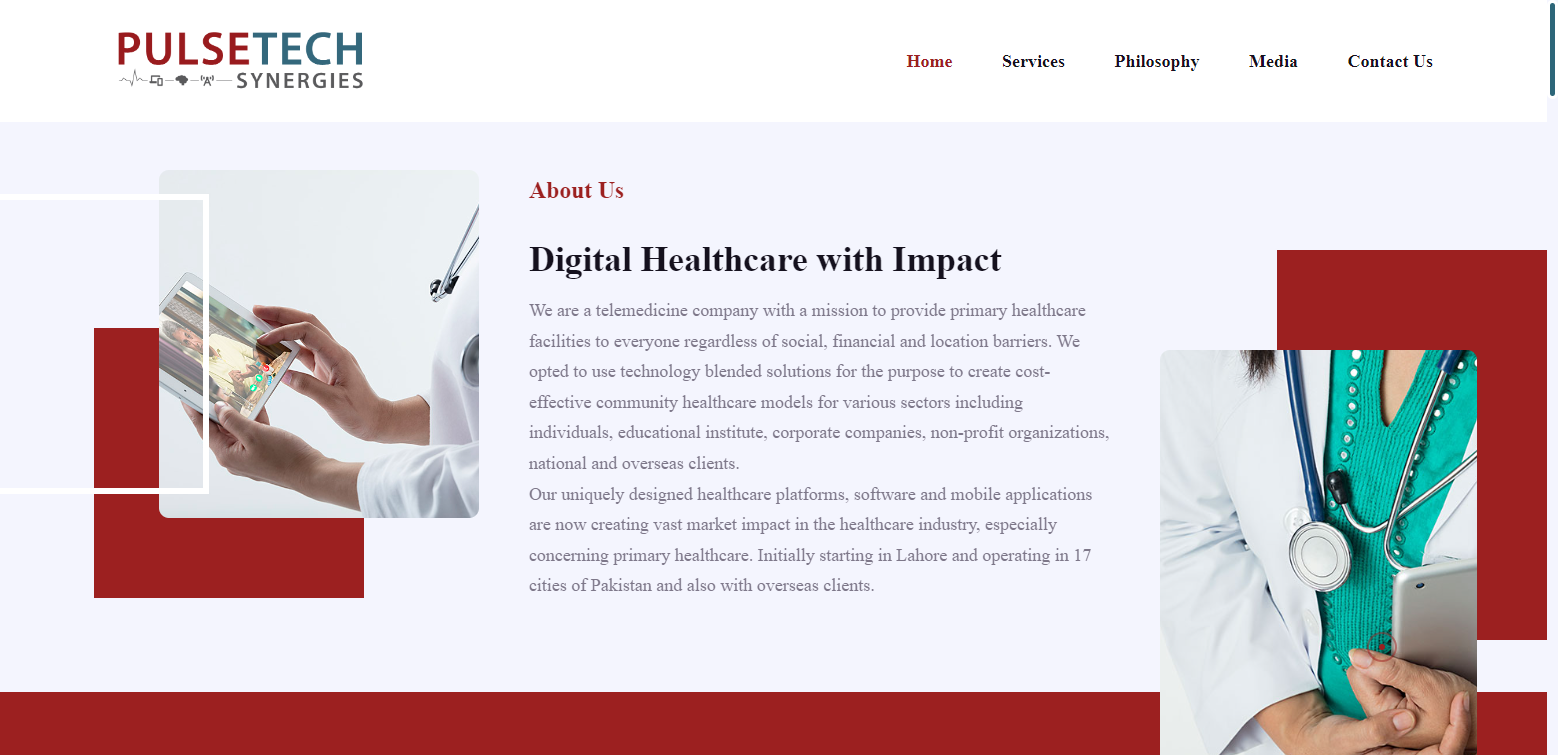 PULSETECH
SYNERGIES
Home Services Philosophy Media Contact Us
About Us
Digital Healthcare with Impact
We are a telemedicine company with a mission to provide primary healthcare
facilities to everyone regardless of social, financial and location barriers. We
opted to use technology blended solutions for the purpose to create cost-
effective community healthcare models for various sectors including
individuals, educational institute, corporate companies, non-profit organizations,
national and overseas clients.
Our uniquely designed healthcare platforms, software and mobile applications
are now creating vast market impact in the healthcare industry, especially
concerning primary healthcare. Initially starting in Lahore and operating in 17
cities of Pakistan and also with overseas clients.